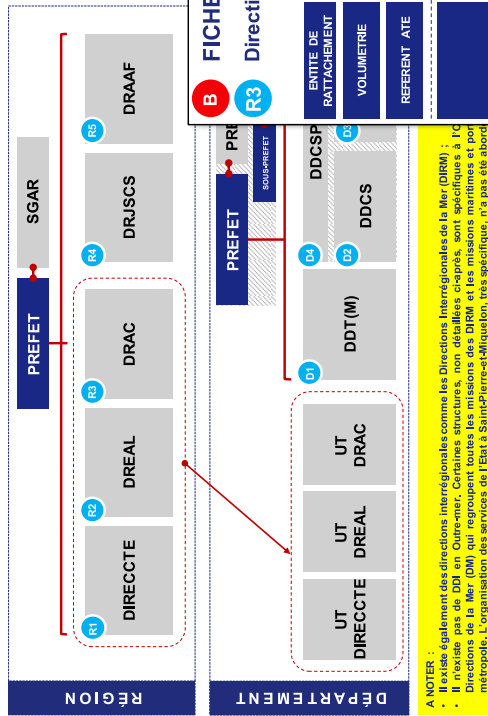 RÉGION
PREFET
SGAR
R1
DIRECCTE
R2
DREAL
R3
DRAC
R4
DRJSCS
R5
DRAAF
DÉPARTEMENT
UT
DIRECCTE
UT
DREAL
UT
DRAC
PREFET
SOUS-PREFET
D1
DDT(M)
D4
DDCSP
D2
DDCS
D3
B
FICHE
R3
Directi
ENTITE DE
RATTACHEMENT
VOLUMETRIE
REFERENT ATE
A NOTER :
• Il existe également des directions interrégionales comme les Directions Interrégionales de la Mer (DIRM) ;
• Il n'existe pas de DDI en Outre-mer. Certaines structures, non détaillées ci-après, sont spécifiques à l'O
Directions de la Mer (DM) qui regroupent toutes les missions des DIRM et les missions maritimes et por
métropole. L'organisation des services de l'Etat à Saint-Pierre-et-Miquelon, très spécifique, n'a pas été abord